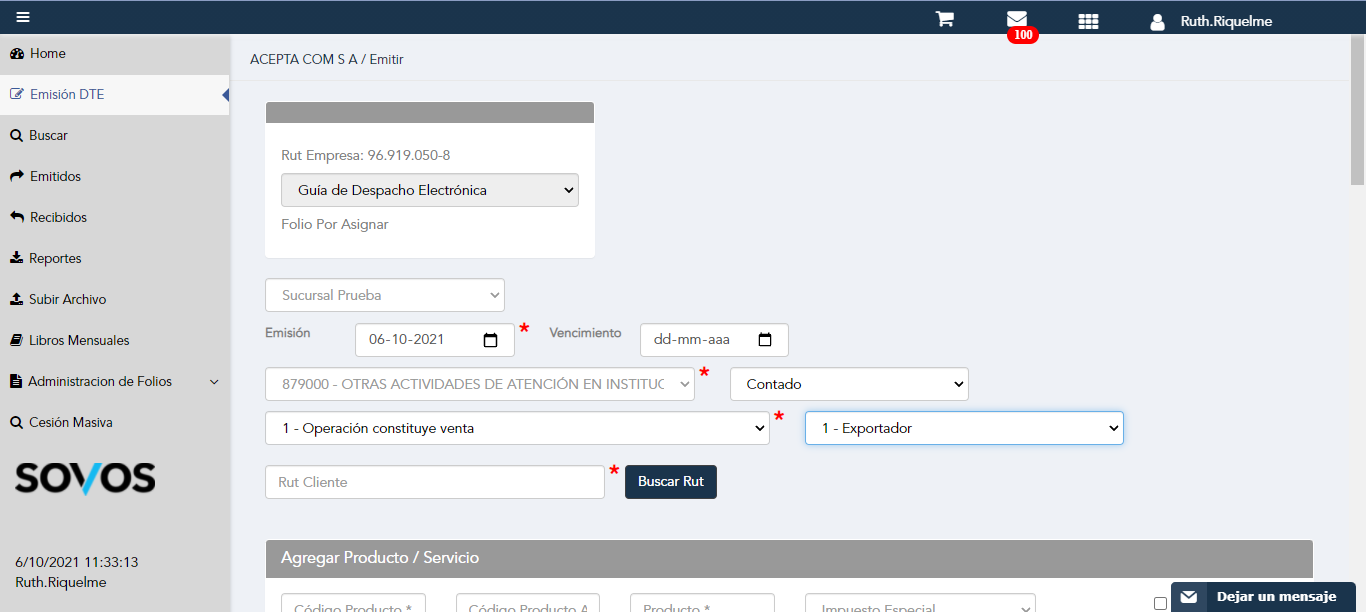 Ruth.Riquelme
100
Home
Emisión DTE
Buscar
Emitidos
Recibidos
Reportes
Subir Archivo
Libros Mensuales
Administracion de Folios
Cesión Masiva
SOVOS
6/10/2021 11:33:13
Ruth.Riquelme
ACEPTA COM S A / Emitir
Rut Empresa: 96.919.050-8
Guía de Despacho Electrónica
Folio Por Asignar
Sucursal Prueba
Emisión 06-10-2021 * Vencimiento dd-mm-aaa
879000 - OTRAS ACTIVIDADES DE ATENCIÓN EN INSTITUC * Contado
1 - Operación constituye venta * 1 - Exportador
Rut Cliente * Buscar Rut
Agregar Producto / Servicio
Código Producto * Código Producto A Producto * Impuesto Especial
Dejar un mensaje